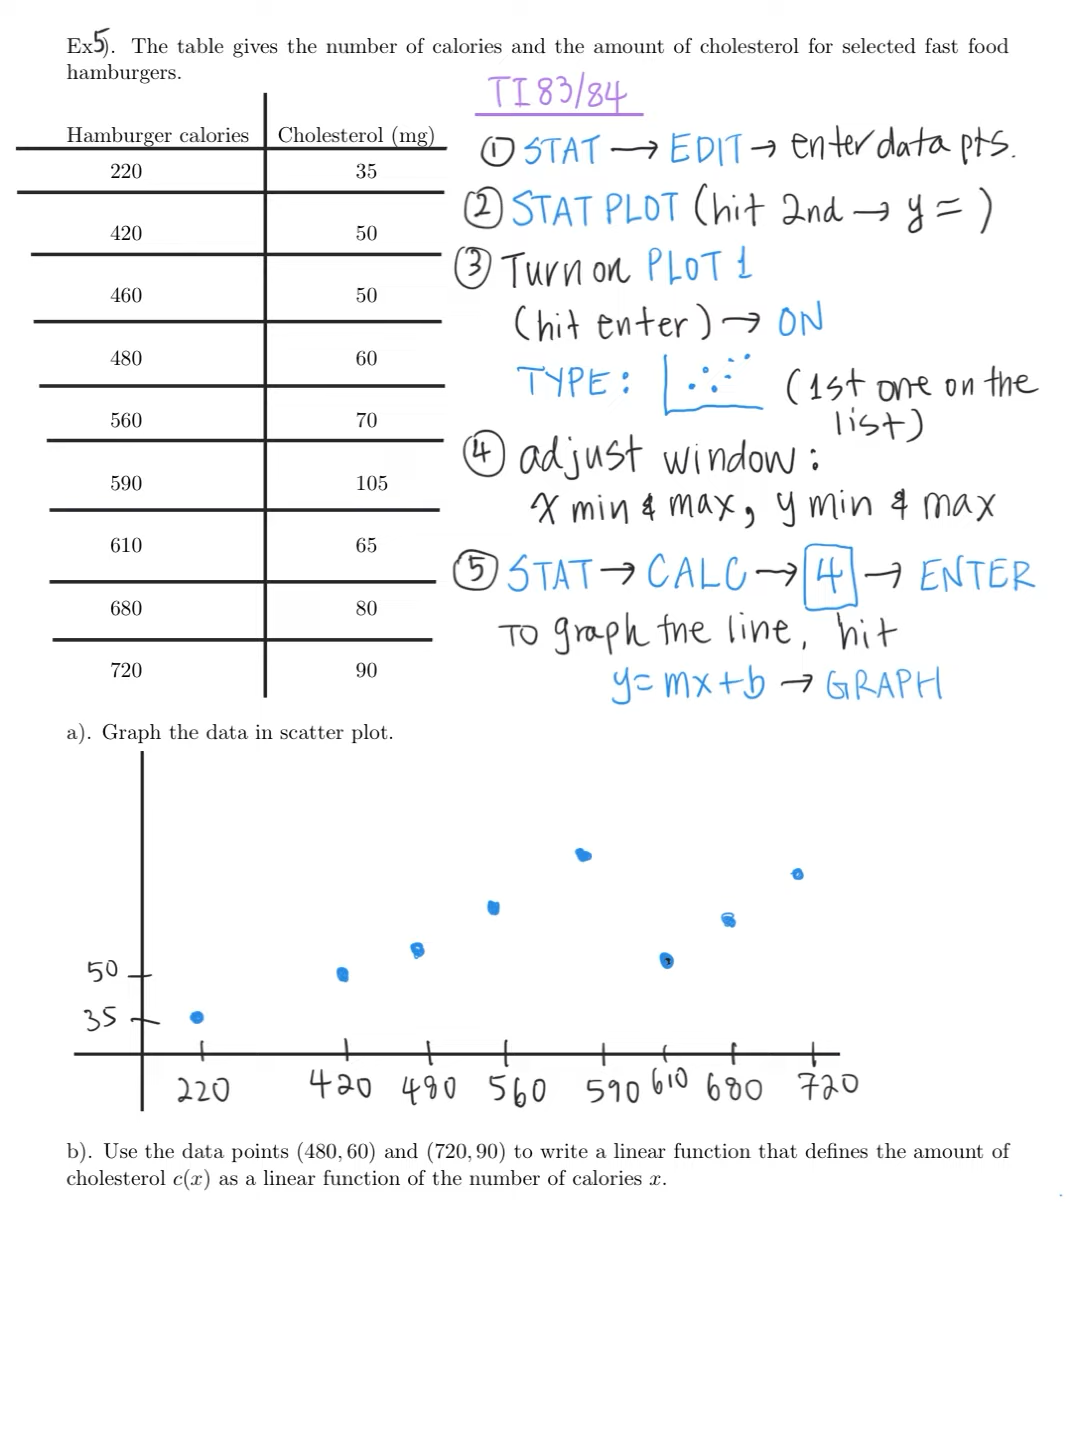 Ex5). The table gives the number of calories and the amount of cholesterol for selected fast food
hamburgers.
TI 83/84
Hamburger calories Cholesterol (mg)
220 35
420 50
460 50
480 60
560 70
590 105
610 65
680 80
720 90
① STAT → EDIT → enter data pts.
② STAT PLOT (hit 2nd → y = )
③ Turn on PLOT 1
(hit enter) → ON
TYPE: (1st one on the
list)
④ adjust window:
x min & max, y min & max
⑤ STAT → CALC → 4 → ENTER
TO graph the line, hit
y = mx + b → GRAPH
a). Graph the data in scatter plot.
50
35
220 420 480 560 590 610 680 720
b). Use the data points (480, 60) and (720, 90) to write a linear function that defines the amount of
cholesterol c(x) as a linear function of the number of calories x.